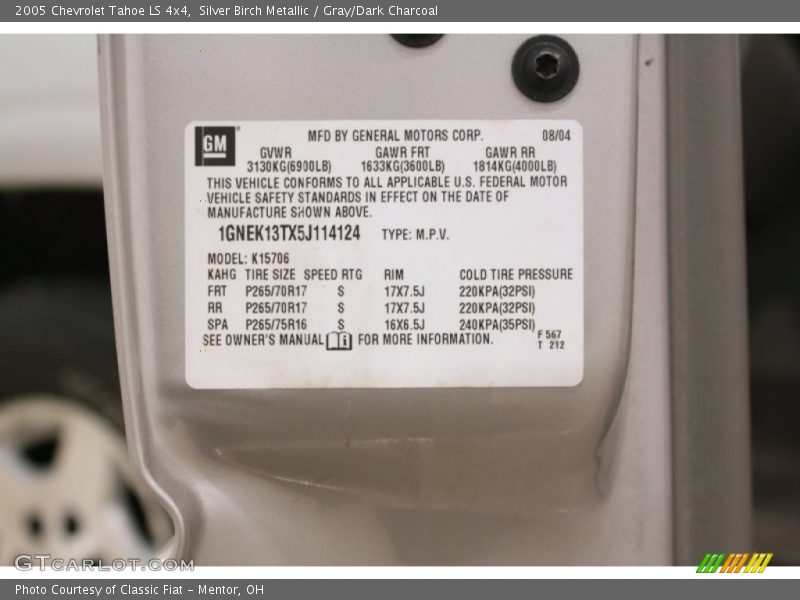 2005 Chevrolet Tahoe LS 4x4, Silver Birch Metallic / Gray/Dark Charcoal
GM MFD BY GENERAL MOTORS CORP. 08/04
GVWR GAWR FRT GAWR RR
3130KG(6900LB) 1633KG(3600LB) 1814KG(4000LB)
THIS VEHICLE CONFORMS TO ALL APPLICABLE U.S. FEDERAL MOTOR
VEHICLE SAFETY STANDARDS IN EFFECT ON THE DATE OF
MANUFACTURE SHOWN ABOVE.
1GNEK13TX5J114124 TYPE: M.P.V.
MODEL: K15706
KAHG TIRE SIZE SPEED RTG RIM COLD TIRE PRESSURE
FRT P265/70R17 S 17X7.5J 220KPA(32PSI)
RR P265/70R17 S 17X7.5J 220KPA(32PSI)
SPA P265/75R16 S 16X6.5J 240KPA(35PSI)
SEE OWNER'S MANUAL FOR MORE INFORMATION.
F 567
T 212
GTCARLOT.COM
Photo Courtesy of Classic Fiat - Mentor, OH